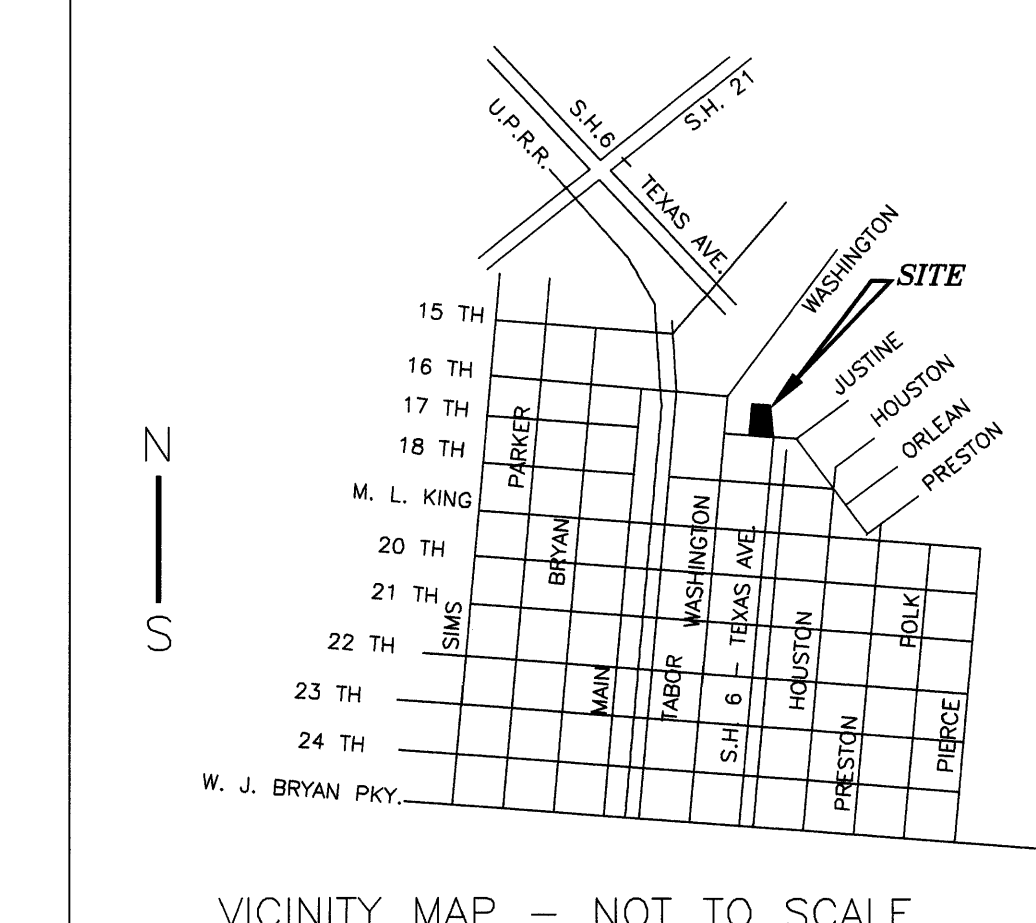 S.H.6 - TEXAS AVE.
S.H. 21
U.P.R.R.
WASHINGTON
SITE
JUSTINE
HOUSTON
ORLEAN
PRESTON
15 TH
16 TH
17 TH
18 TH
M. L. KING
20 TH
21 TH
22 TH
23 TH
24 TH
W. J. BRYAN PKY.
N
S
SIMS
PARKER
BRYAN
MAIN
TABOR
WASHINGTON
S.H. 6 - TEXAS AVE.
HOUSTON
PRESTON
POLK
PIERCE
VICINITY MAP - NOT TO SCALE